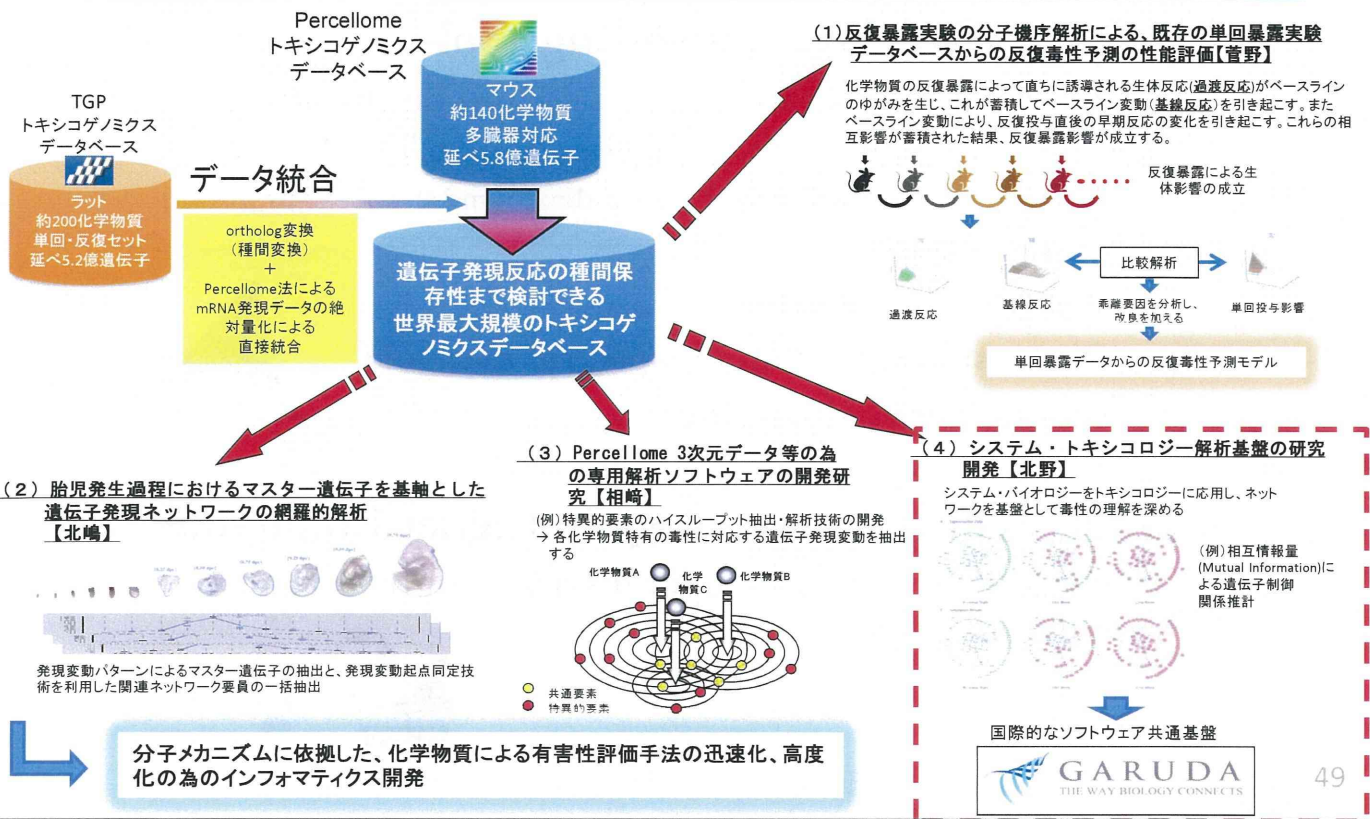 Percellome
トキシコゲノミクス
データベース
マウス
約140化学物質
多臓器対応
延べ5.8億遺伝子
TGP
トキシコゲノミクス
データベース
ラット
約200化学物質
単回・反復セット
延べ5.2億遺伝子
データ統合
ortholog変換
(種間変換)
+
Percellome法による
mRNA発現データの絶
対量化による
直接統合
遺伝子発現反応の種間保
存性まで検討できる
世界最大規模のトキシコゲ
ノミクスデータベース
(1)反復暴露実験の分子機序解析による、既存の単回暴露実験
データベースからの反復毒性予測の性能評価【菅野】
化学物質の反復暴露によって直ちに誘導される生体反応(過渡反応)がベースライン
のゆがみを生じ、これが蓄積してベースライン変動(基線反応)を引き起こす。また
ベースライン変動により、反復投与直後の早期反応の変化を引き起こす。これらの相
互影響が蓄積された結果、反復暴露影響が成立する。
反復暴露による生
体影響の成立
比較解析
過渡反応
基線反応
乖離要因を分析し、
改良を加える
単回投与影響
単回暴露データからの反復毒性予測モデル
(2)胎児発生過程におけるマスター遺伝子を基軸とした
遺伝子発現ネットワークの網羅的解析
【北嶋】
発現変動パターンによるマスター遺伝子の抽出と、発現変動起点同定技
術を利用した関連ネットワーク要員の一括抽出
(3)Percellome 3次元データ等の為
の専用解析ソフトウェアの開発研
究【相﨑】
(例)特異的要素のハイスループット抽出・解析技術の開発
→ 各化学物質特有の毒性に対応する遺伝子発現変動を抽出
する
化学物質A
化学
物質C
化学物質B
共通要素
特異的要素
(4)システム・トキシコロジー解析基盤の研究
開発【北野】
システム・バイオロジーをトキシコロジーに応用し、ネット
ワークを基盤として毒性の理解を深める
(例)相互情報量
(Mutual Information)に
よる遺伝子制御
関係推計
国際的なソフトウェア共通基盤
GARUDA
THE WAY BIOLOGY CONNECTS
分子メカニズムに依拠した、化学物質による有害性評価手法の迅速化、高度
化の為のインフォマティクス開発
49